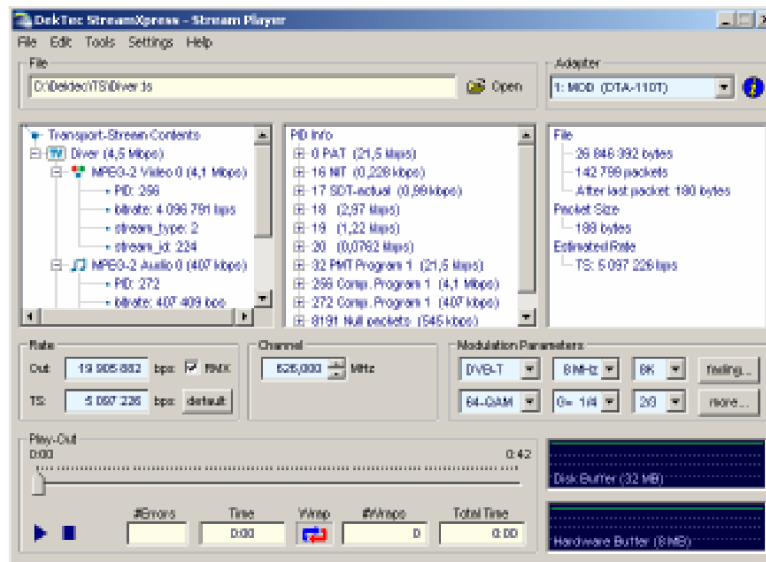 DekTec StreamXpress - Stream Player
File Edit Tools Settings Help
File
C:\Dektec\TS\Diver.ts
Open
Adapter
1: MOD (DTA-110T)
Transport-Stream Contents
Diver (4,5 Mbps)
MPEG-2 Video 0 (4,1 Mbps)
PID: 256
bitrate: 4 096 791 bps
stream_type: 2
stream_id: 224
MPEG-2 Audio 0 (407 kbps)
PID: 272
bitrate: 407 409 bps
PID Info
0 PAT (21,5 kbps)
16 NIT (0,228 kbps)
17 SDT-actual (0,99 kbps)
18 (2,97 kbps)
19 (1,22 kbps)
20 (0,0762 kbps)
32 PMT Program 1 (21,5 kbps)
256 Comp. Program 1 (4,1 Mbps)
272 Comp. Program 1 (407 kbps)
8191 Null packets (545 kbps)
File
26 846 392 bytes
142 799 packets
After last packet: 180 bytes
Packet Size
188 bytes
Estimated Rate
TS: 5 097 226 bps
Rate
Out: 19 905 882 bps RMX
TS: 5 097 226 bps default
Channel
626,000 MHz
Modulation Parameters
DVB-T 8 MHz 8K fading...
64-QAM G= 1/4 2/3 more...
Play-Out
0:00 0:42
#Errors Time Wrap #Wraps Total Time
0:00 0 0:00
Disk Buffer (32 MB)
Hardware Buffer (8 MB)